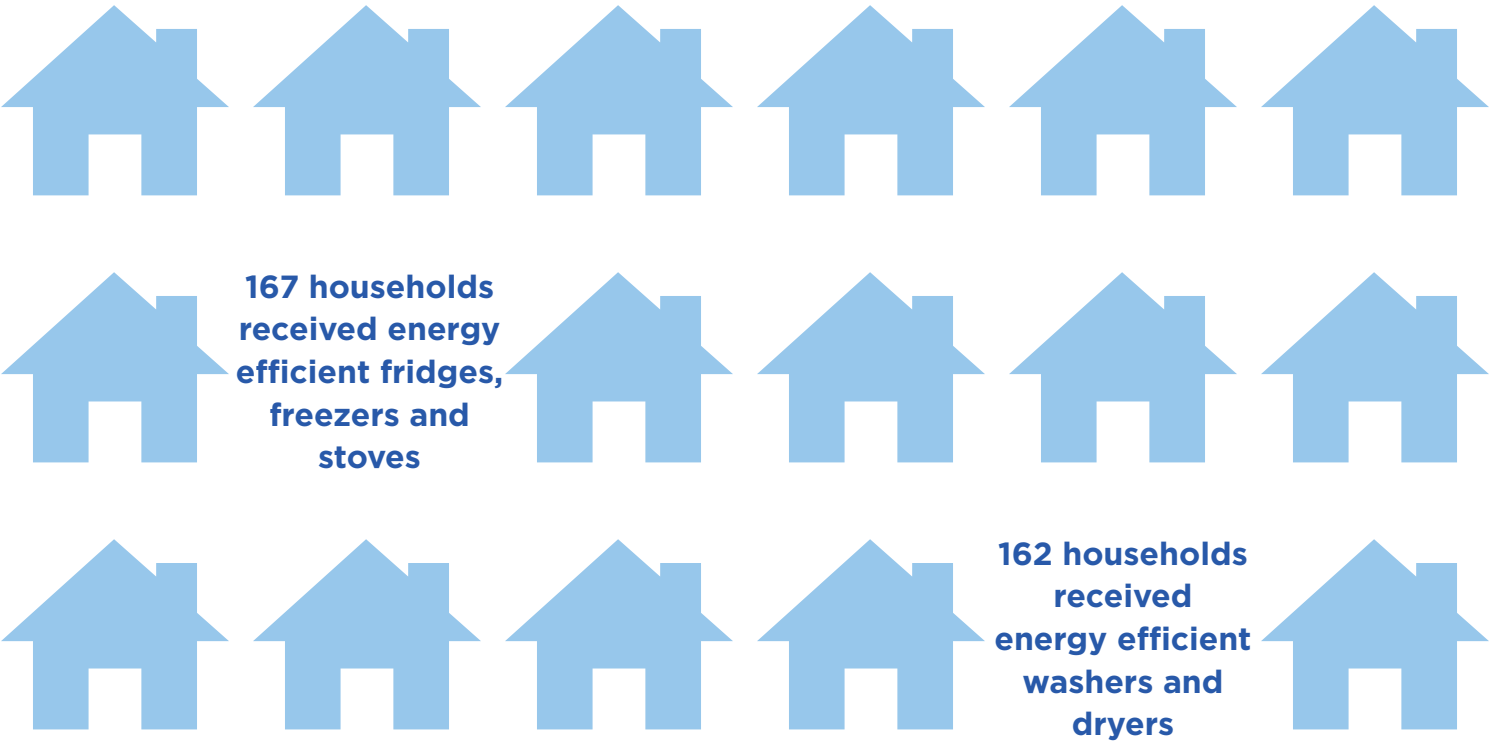 167 households
received energy
efficient fridges,
freezers and
stoves
162 households
received
energy efficient
washers and
dryers